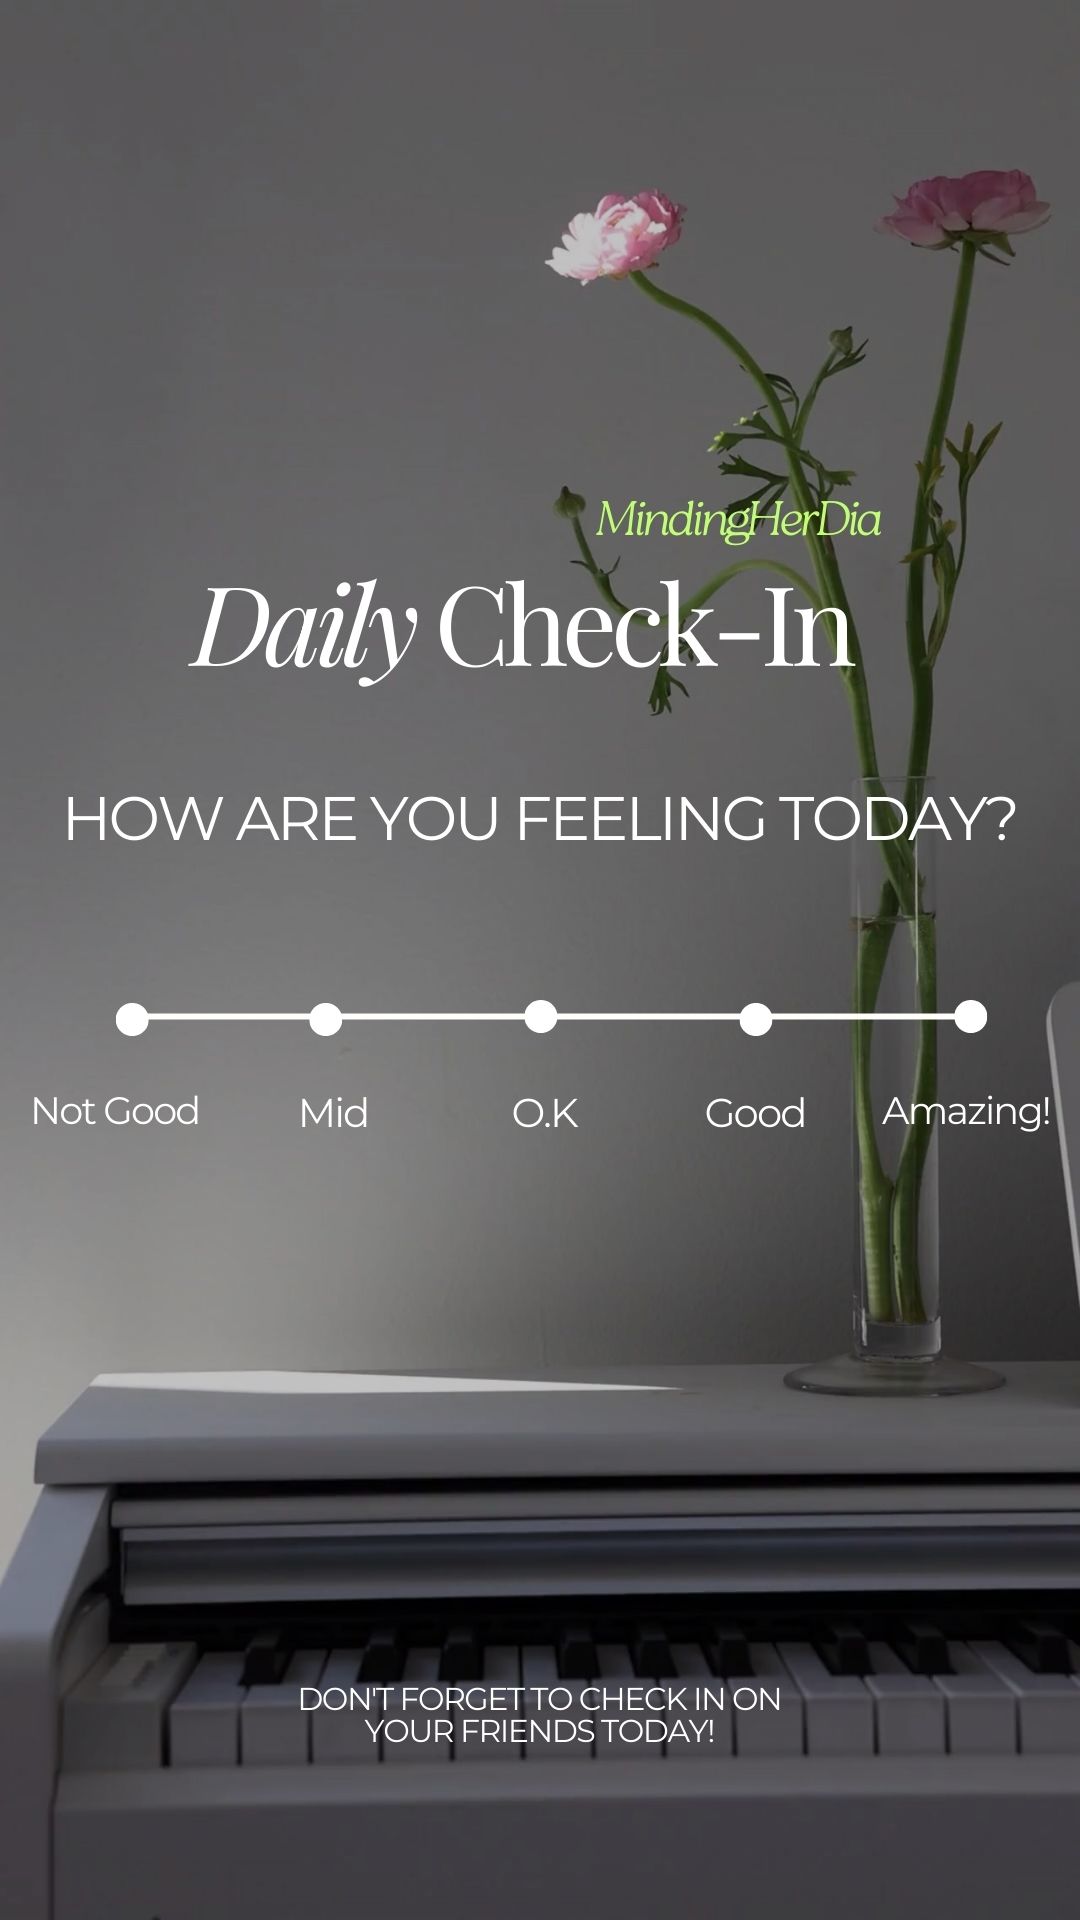 MindingHerDia
Daily Check-In
HOW ARE YOU FEELING TODAY?
Not Good
Mid
O.K
Good
Amazing!
DON'T FORGET TO CHECK IN ON
YOUR FRIENDS TODAY!